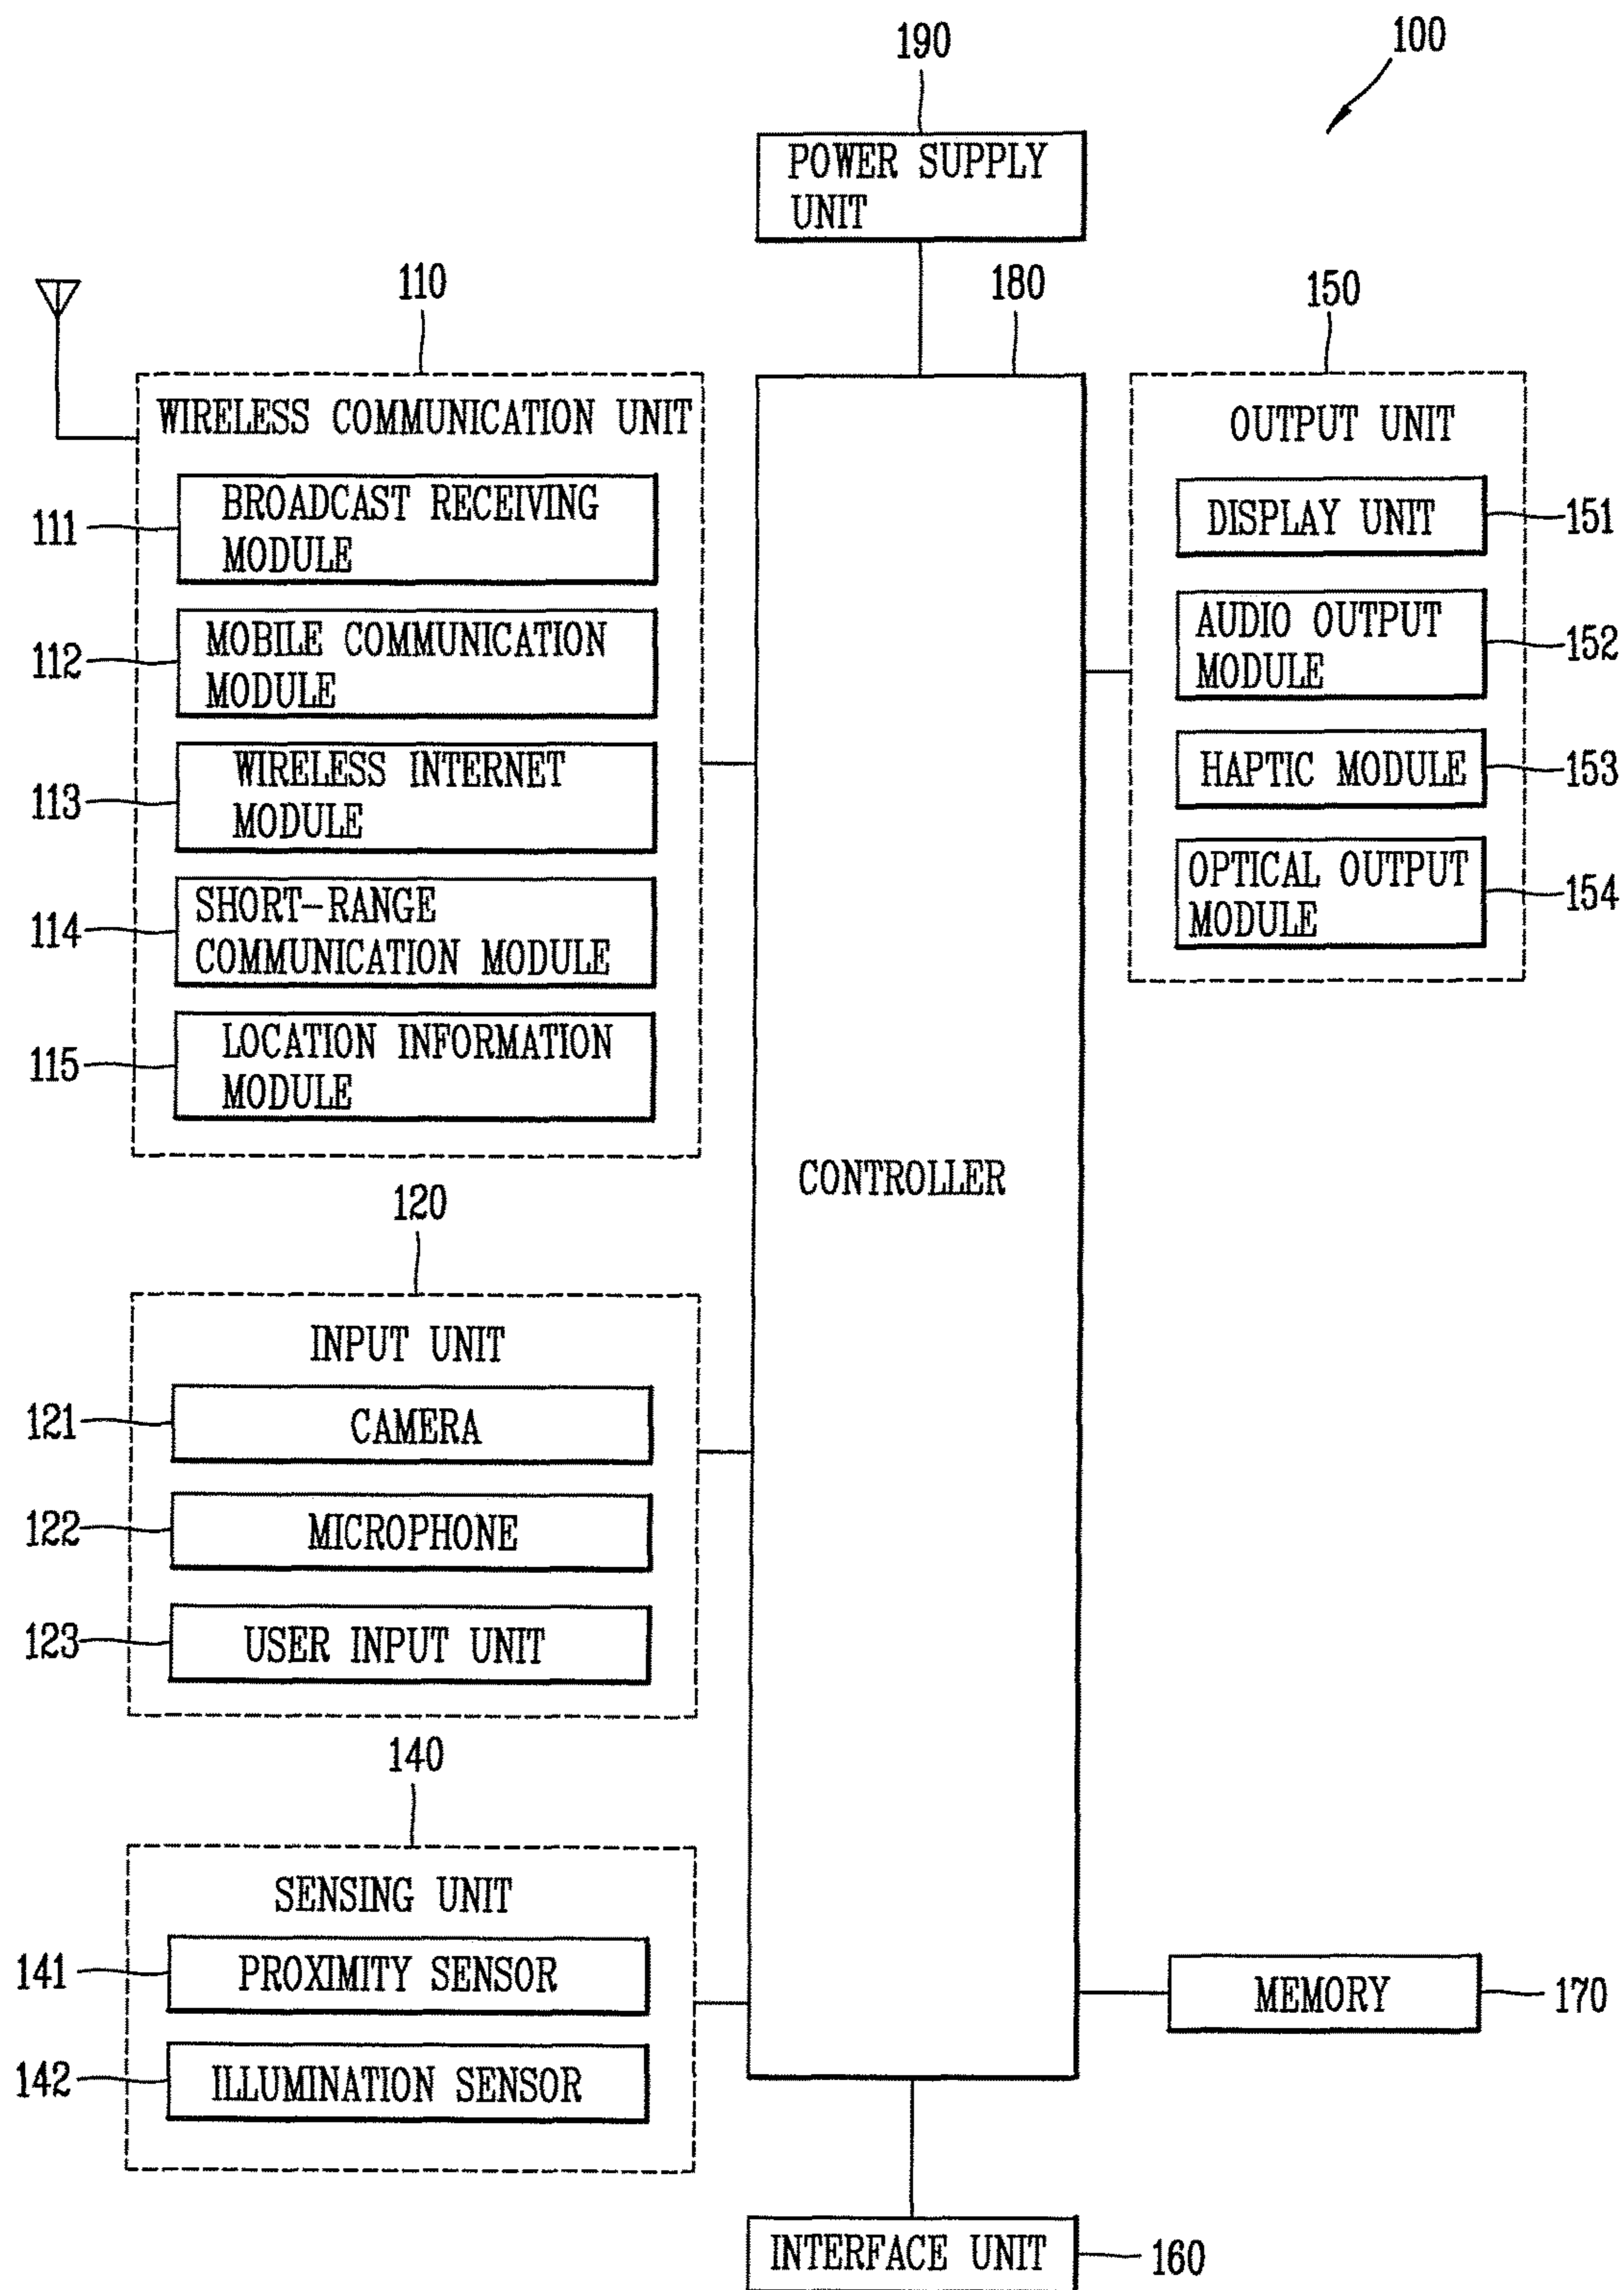 100
190
POWER SUPPLY
UNIT
110
180
150
WIRELESS COMMUNICATION UNIT
111
BROADCAST RECEIVING
MODULE
112
MOBILE COMMUNICATION
MODULE
113
WIRELESS INTERNET
MODULE
114
SHORT-RANGE
COMMUNICATION MODULE
115
LOCATION INFORMATION
MODULE
OUTPUT UNIT
DISPLAY UNIT
151
AUDIO OUTPUT
MODULE
152
HAPTIC MODULE
153
OPTICAL OUTPUT
MODULE
154
CONTROLLER
120
INPUT UNIT
121
CAMERA
122
MICROPHONE
123
USER INPUT UNIT
140
SENSING UNIT
141
PROXIMITY SENSOR
142
ILLUMINATION SENSOR
MEMORY
170
INTERFACE UNIT
160